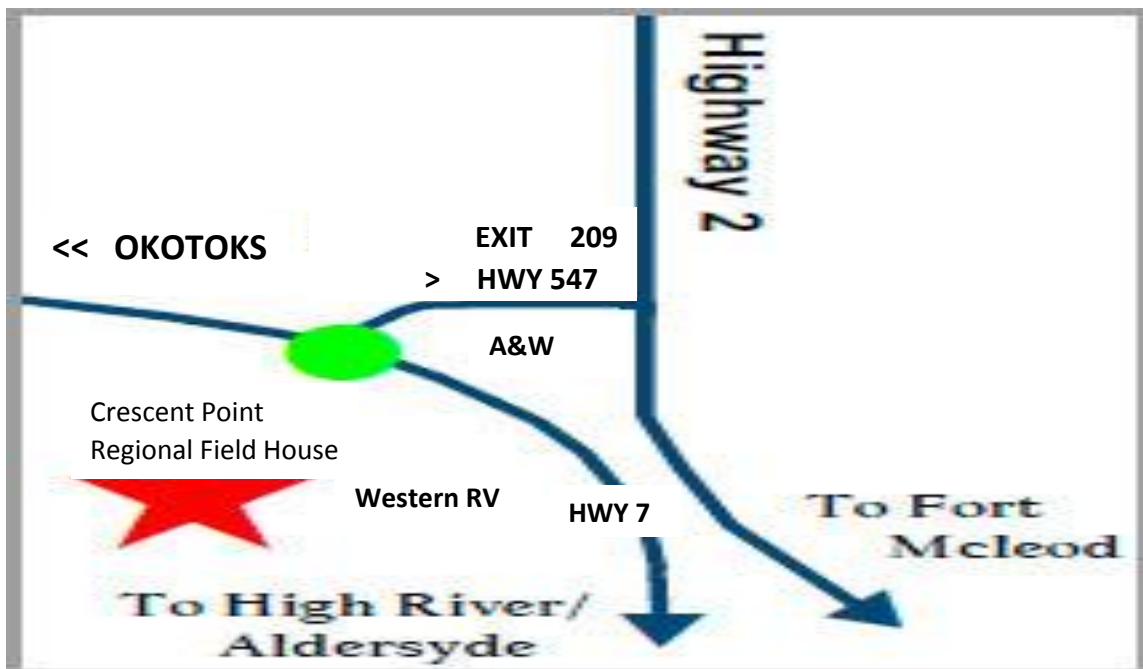 Highway 2
<< OKOTOKS
EXIT 209
> HWY 547
A&W
Crescent Point
Regional Field House
Western RV
HWY 7
To Fort
Mcleod
To High River/
Aldersyde